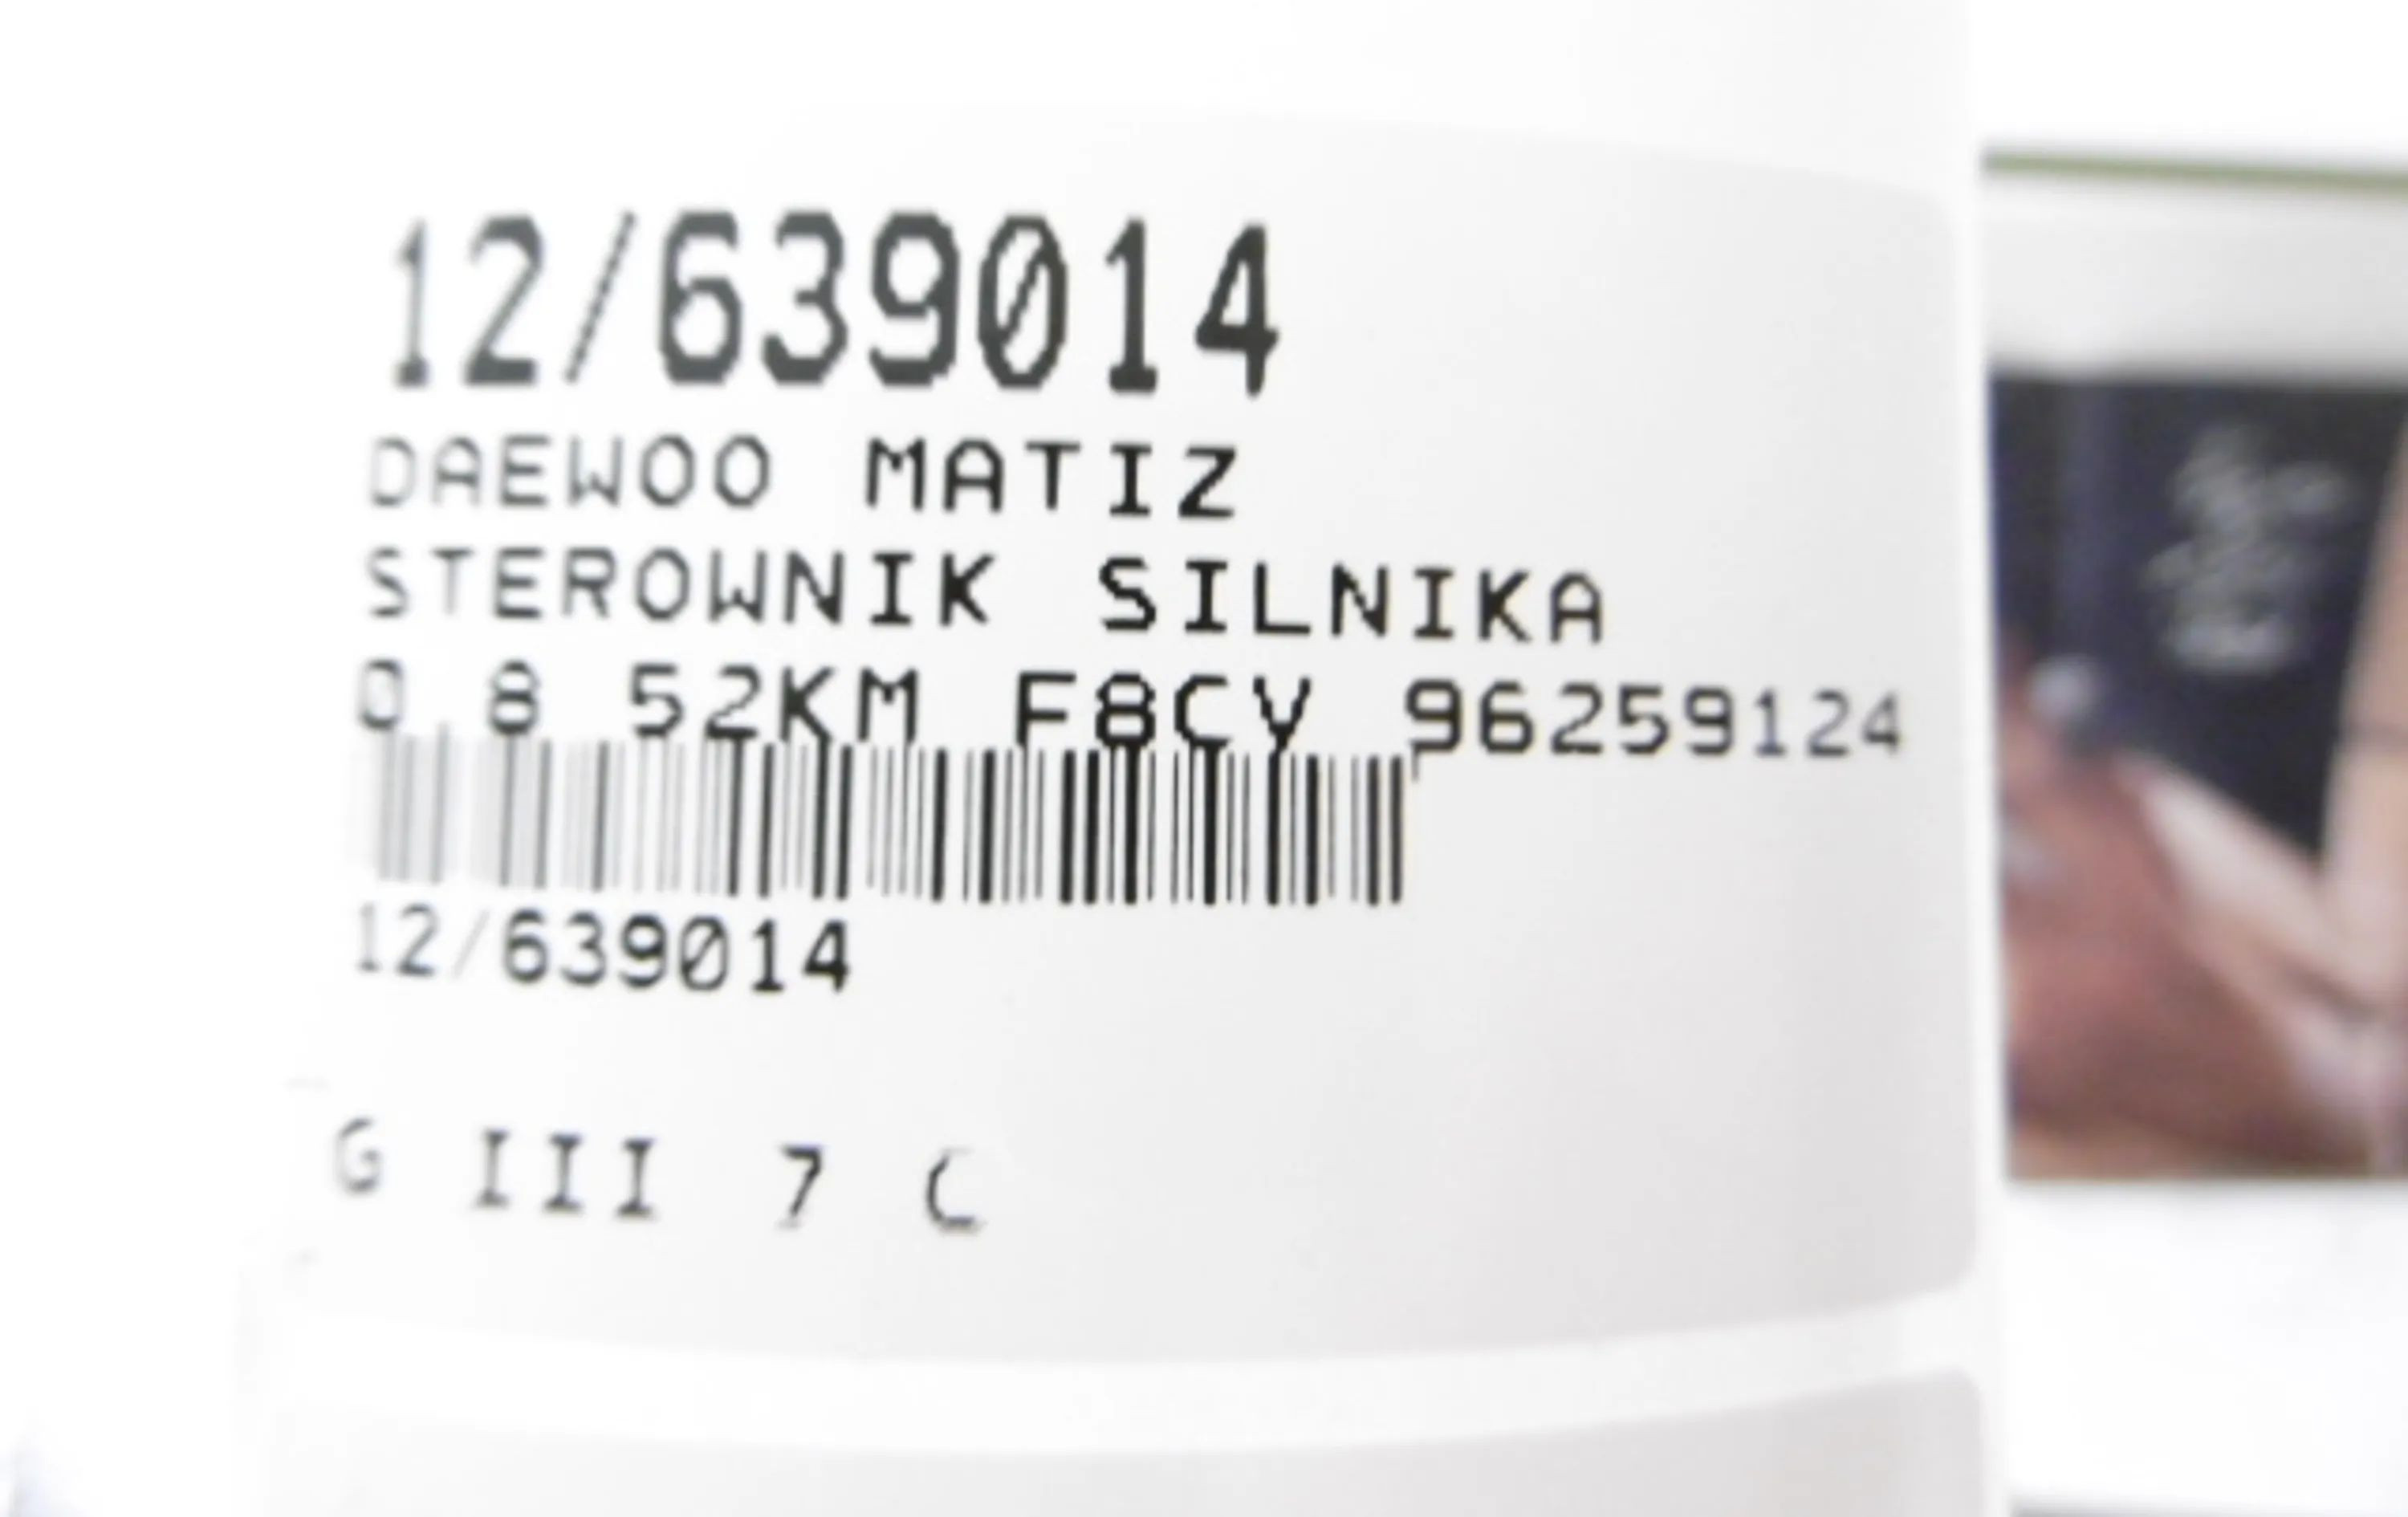 12/639014
DAEWOO MATIZ
STEROWNIK SILNIKA
0,8 52KM F8CV 96259124
12/639014
G III 7 C